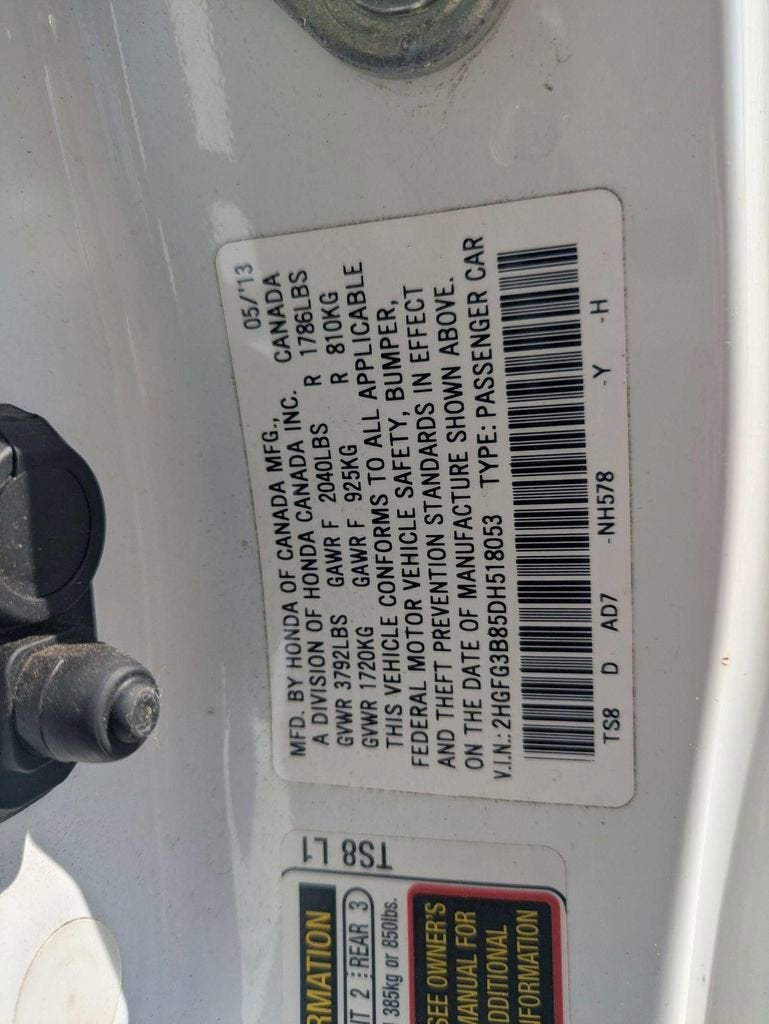 MFD. BY HONDA OF CANADA MFG., 05/'13
A DIVISION OF HONDA CANADA INC. CANADA
GVWR 3792LBS GAWR F 2040LBS R 1786LBS
GVWR 1720KG GAWR F 925KG R 810KG
THIS VEHICLE CONFORMS TO ALL APPLICABLE
FEDERAL MOTOR VEHICLE SAFETY, BUMPER,
AND THEFT PREVENTION STANDARDS IN EFFECT
ON THE DATE OF MANUFACTURE SHOWN ABOVE.
V.I.N.: 2HGFG3B85DH518053 TYPE: PASSENGER CAR
TS8 D AD7 -NH578 -Y -H
TS8 L1
REAR 3
2
385kg or 850lbs.
SEE OWNER'S
MANUAL FOR